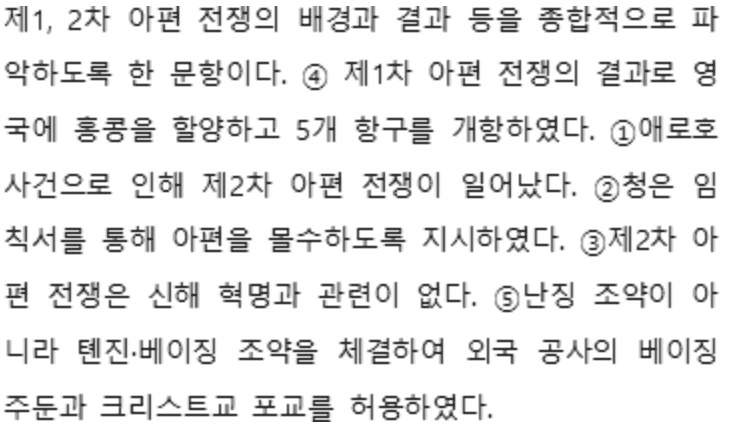 제1, 2차 아편 전쟁의 배경과 결과 등을 종합적으로 파
악하도록 한 문항이다. ④ 제1차 아편 전쟁의 결과로 영
국에 홍콩을 할양하고 5개 항구를 개항하였다. ①애로호
사건으로 인해 제2차 아편 전쟁이 일어났다. ②청은 임
칙서를 통해 아편을 몰수하도록 지시하였다. ③제2차 아
편 전쟁은 신해 혁명과 관련이 없다. ⑤난징 조약이 아
니라 톈진·베이징 조약을 체결하여 외국 공사의 베이징
주둔과 크리스트교 포교를 허용하였다.